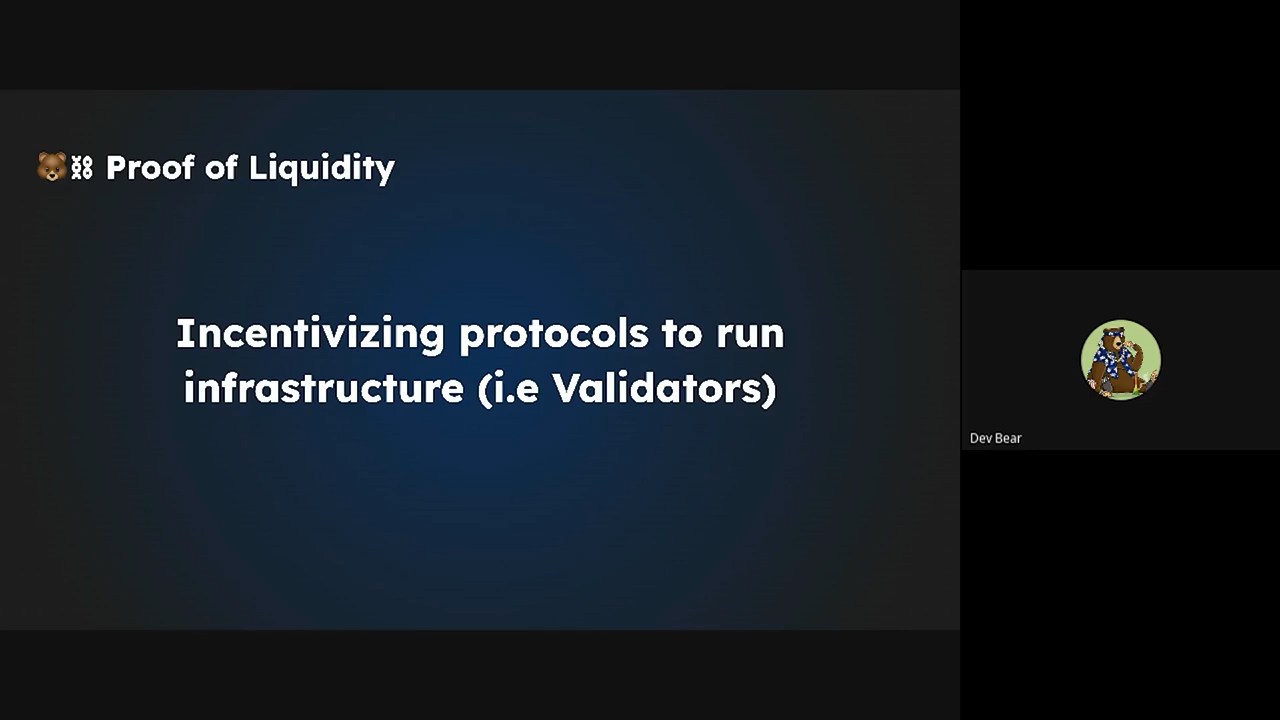 🐻⛓ Proof of Liquidity
Incentivizing protocols to run
infrastructure (i.e Validators)
Dev Bear